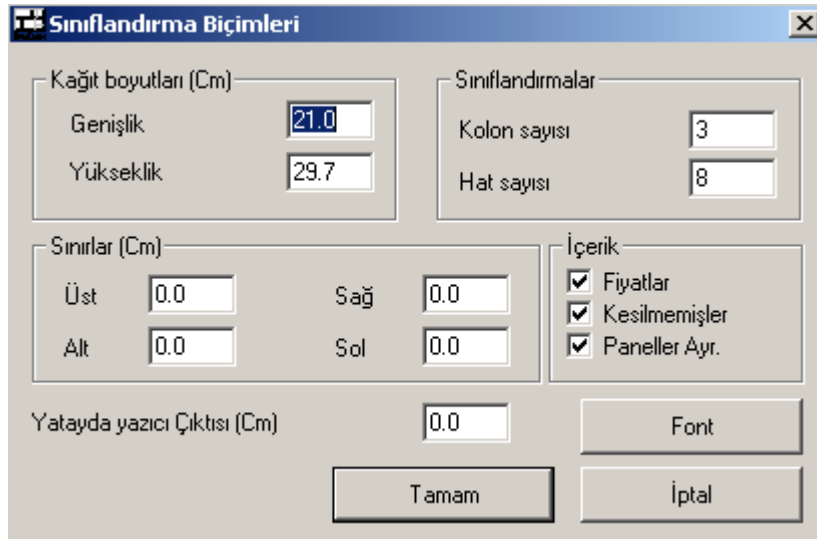 Sınıflandırma Biçimleri
Kağıt boyutları (Cm)
Genişlik 21.0
Yükseklik 29.7
Sınıflandırmalar
Kolon sayısı 3
Hat sayısı 8
Sınırlar (Cm)
Üst 0.0 Sağ 0.0
Alt 0.0 Sol 0.0
İçerik
Fiyatlar
Kesilmemişler
Paneller Ayr.
Yatayda yazıcı Çıktısı (Cm) 0.0
Font
Tamam
İptal